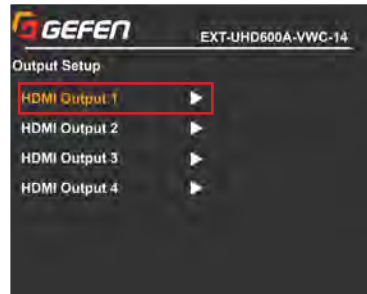 GEFEN
EXT-UHD600A-VWC-14
Output Setup
HDMI Output 1
HDMI Output 2
HDMI Output 3
HDMI Output 4